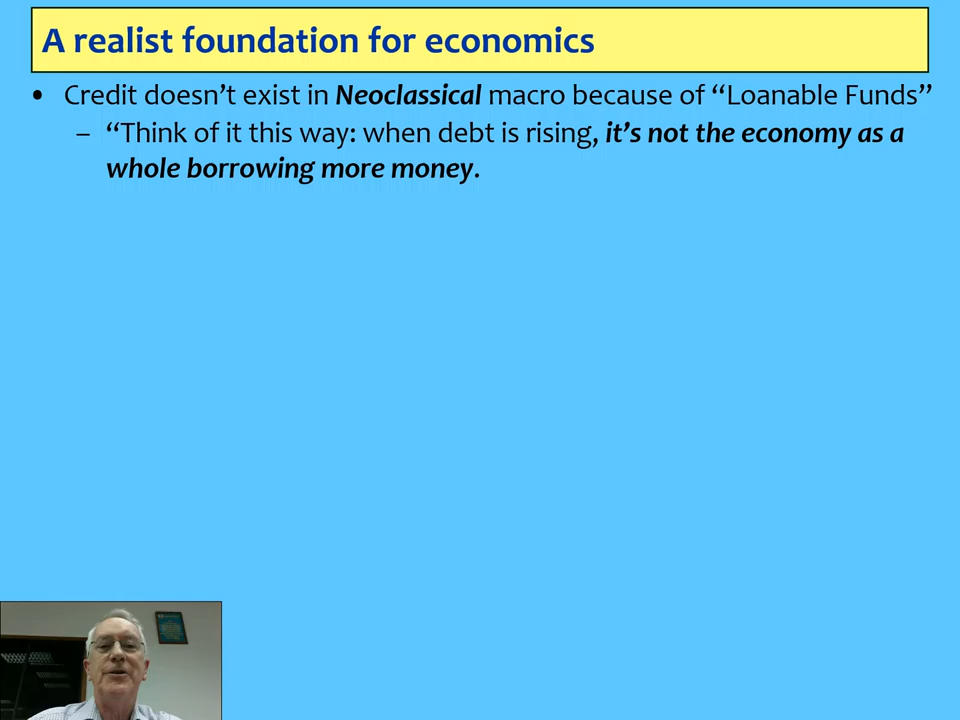 A realist foundation for economics
• Credit doesn’t exist in Neoclassical macro because of “Loanable Funds”
– “Think of it this way: when debt is rising, it’s not the economy as a
whole borrowing more money.